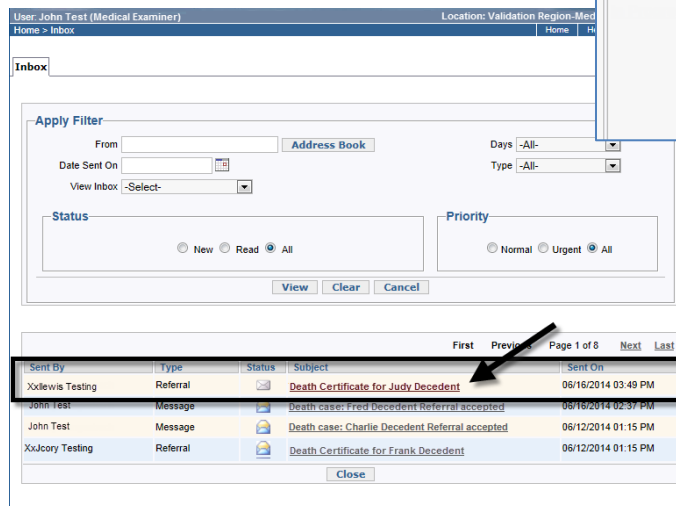 User: John Test (Medical Examiner) Location: Validation Region-Med
Home > Inbox Home
Inbox
Apply Filter
From Address Book Days -All-
Date Sent On Type -All-
View Inbox -Select-
Status Priority
New Read All Normal Urgent All
View Clear Cancel
First Previous Page 1 of 8 Next Last
Sent By Type Status Subject Sent On
Xxllewis Testing Referral Death Certificate for Judy Decedent 06/16/2014 03:49 PM
John Test Message Death case: Fred Decedent Referral accepted 06/16/2014 02:37 PM
John Test Message Death case: Charlie Decedent Referral accepted 06/12/2014 01:15 PM
XxJcory Testing Referral Death Certificate for Frank Decedent 06/12/2014 01:15 PM
Close